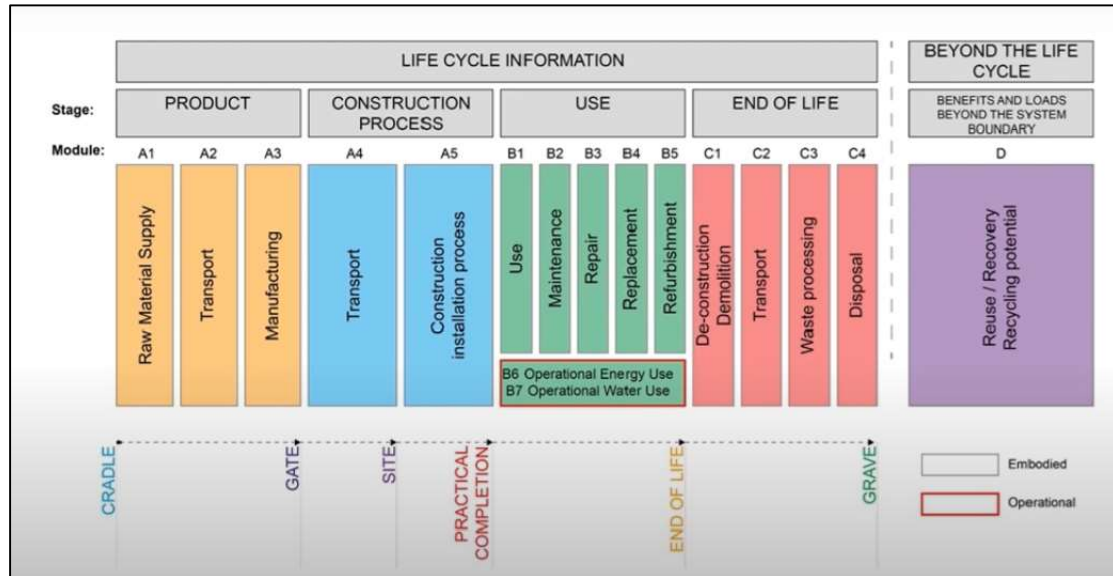 LIFE CYCLE INFORMATION
BEYOND THE LIFE
CYCLE
Stage:
PRODUCT
CONSTRUCTION
PROCESS
USE
END OF LIFE
BENEFITS AND LOADS
BEYOND THE SYSTEM
BOUNDARY
Module:
A1
A2
A3
A4
A5
B1
B2
B3
B4
B5
C1
C2
C3
C4
D
Raw Material Supply
Transport
Manufacturing
Transport
Construction
installation process
Use
Maintenance
Repair
Replacement
Refurbishment
De-construction
Demolition
Transport
Waste processing
Disposal
Reuse / Recovery
Recycling potential
B6 Operational Energy Use
B7 Operational Water Use
CRADLE
GATE
SITE
PRACTICAL
COMPLETION
END OF LIFE
GRAVE
Embodied
Operational